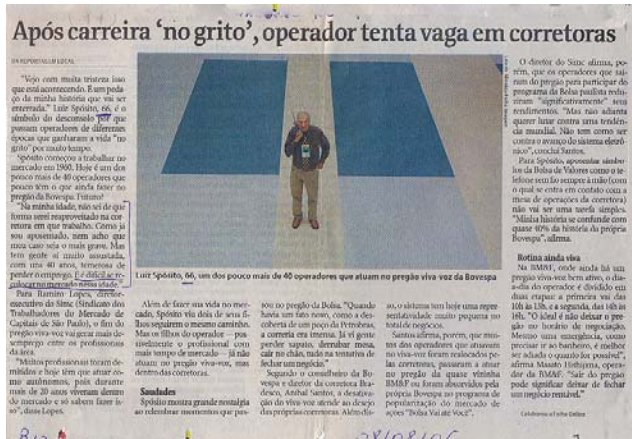 Após carreira ‘no grito’, operador tenta vaga em corretoras
DA REPORTAGEM LOCAL
"Vejo com muita tristeza isso
que está acontecendo. É um peda-
ço da minha história que vai ser
enterrada." Luiz Spósito, 66, é o
símbolo do desconsolo por que
passam operadores de diferentes
épocas que ganharam a vida "no
grito" por muito tempo.
Spósito começou a trabalhar no
mercado em 1960. Hoje é um dos
pouco mais de 40 operadores que
pouco têm o que ainda fazer no
pregão da Bovespa. Futuro?
"Na minha idade, não sei de que
forma serei reaproveitado na cor-
retora em que trabalho. Como já
sou aposentado, nem acho que
meu caso seja o mais grave. Mas
tem gente aí muito assustada,
com uns 40 anos, temerosa de
perder o emprego. E é difícil se re-
colocar no mercado nessa idade."
Para Ramiro Lopes, diretor-
executivo do Simc (Sindicato dos
Trabalhadores do Mercado de
Capitais de São Paulo), o fim do
pregão viva-voz vai gerar mais de-
semprego entre os profissionais
da área.
"Muitos profissionais foram de-
mitidos e hoje têm que atuar co-
mo autônomos, pois durante
mais de 20 anos viveram dentro
do mercado e só sabem fazer is-
so", disse Lopes.
Luiz Spósito, 66, um dos pouco mais de 40 operadores que atuam no pregão viva-voz da Bovespa
Além de fazer sua vida no mer-
cado, Spósito viu dois de seus fi-
lhos seguirem o mesmo caminho.
Mas os filhos do operador — pos-
sivelmente o profissional com
mais tempo de mercado — já não
atuam no pregão viva-voz, mas
dentro das corretoras.
Saudades
Spósito mostra grande nostalgia
ao relembrar momentos que pas-
sou no pregão da Bolsa. "Quando
havia um fato novo, como a des-
coberta de um poço da Petrobras,
a correria era imensa. Já vi gente
perder sapato, derrubar mesa,
cair no chão, tudo na tentativa de
fechar um negócio."
Segundo o conselheiro da Bo-
vespa e diretor da corretora Bra-
desco, Aníbal Santos, a desativa-
ção do viva-voz atende ao desejo
das próprias corretoras. Além dis-
so, o sistema tem hoje uma repre-
sentatividade muito pequena no
total de negócios.
Santos afirma, porém, que mui-
tos dos operadores que atuavam
no viva-voz foram realocados pe-
las corretoras, passaram a atuar
no pregão da quase vizinha
BM&F ou foram absorvidos pela
própria Bovespa no programa de
popularização do mercado de
ações "Bolsa Vai até Você".
O diretor do Simc afirma, po-
rém, que os operadores que saí-
ram do pregão para participar do
programa da Bolsa paulista redu-
ziram "significativamente" seus
rendimentos. "Mas não adianta
querer lutar contra uma tendên-
cia mundial. Não tem como ser
contra o avanço do sistema eletrô-
nico", conclui Santos.
Para Spósito, aposentar símbo-
los da Bolsa de Valores como o te-
lefone sem fio sempre à mão (com
o qual se entra em contato com a
mesa de operações da corretora)
não vai ser uma tarefa simples.
"Minha história se confunde com
quase 40% da história da própria
Bovespa", afirma.
Rotina ainda viva
Na BM&F, onde ainda há um
pregão viva-voz bem ativo, o dia-
a-dia do operador é dividido em
duas etapas: a primeira vai das
10h às 13h, e a segunda, das 15h às
16h. "O ideal é não deixar o pre-
gão no horário de negociação.
Mesmo uma emergência, como
precisar ir ao banheiro, é melhor
ser adiada o quanto for possível",
afirma Masato
operador
da BM&F. "Sair do pregão
pode significar deixar de fechar
um negócio rentável."